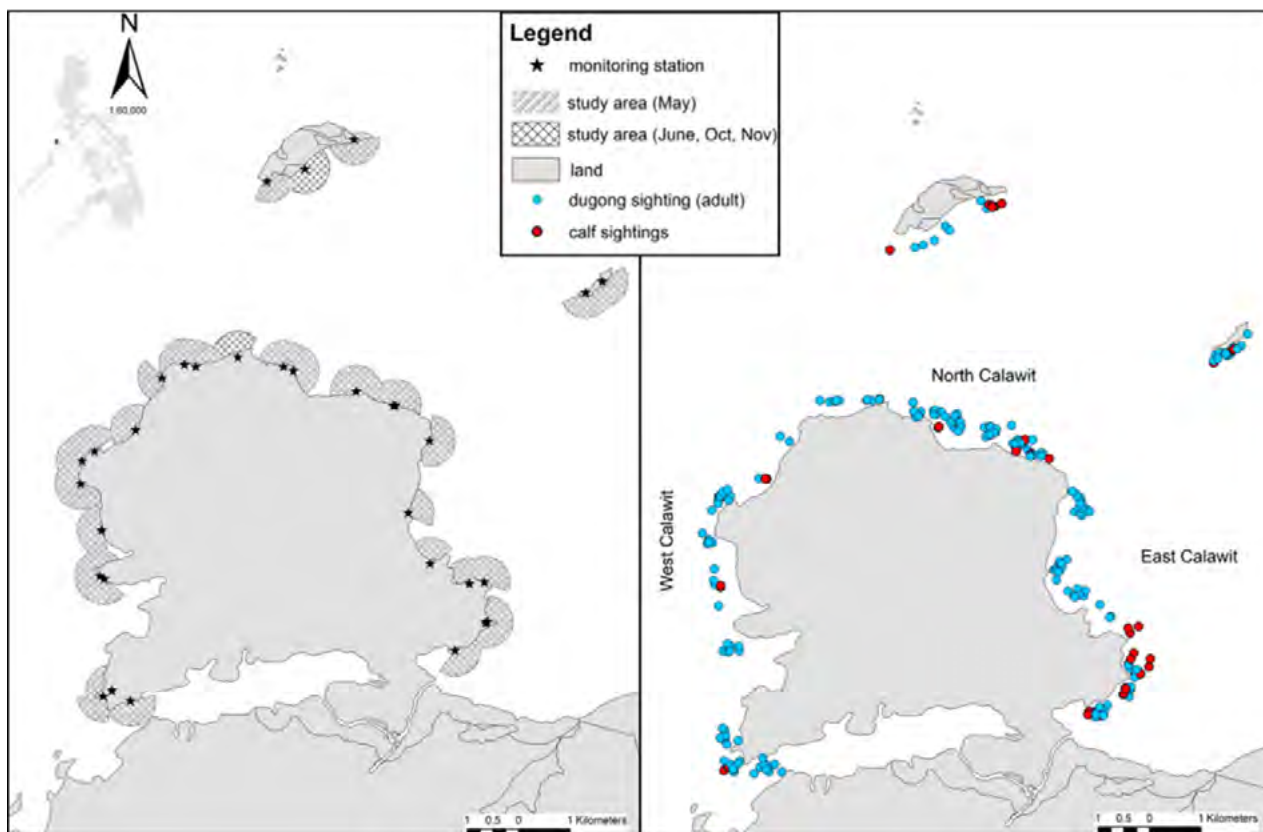 N
1:60,000
Legend
monitoring station
study area (May)
study area (June, Oct, Nov)
land
dugong sighting (adult)
calf sightings
North Calawit
West Calawit
East Calawit
1 0.5 0 1 Kilometers
1 0.5 0 1 Kilometers